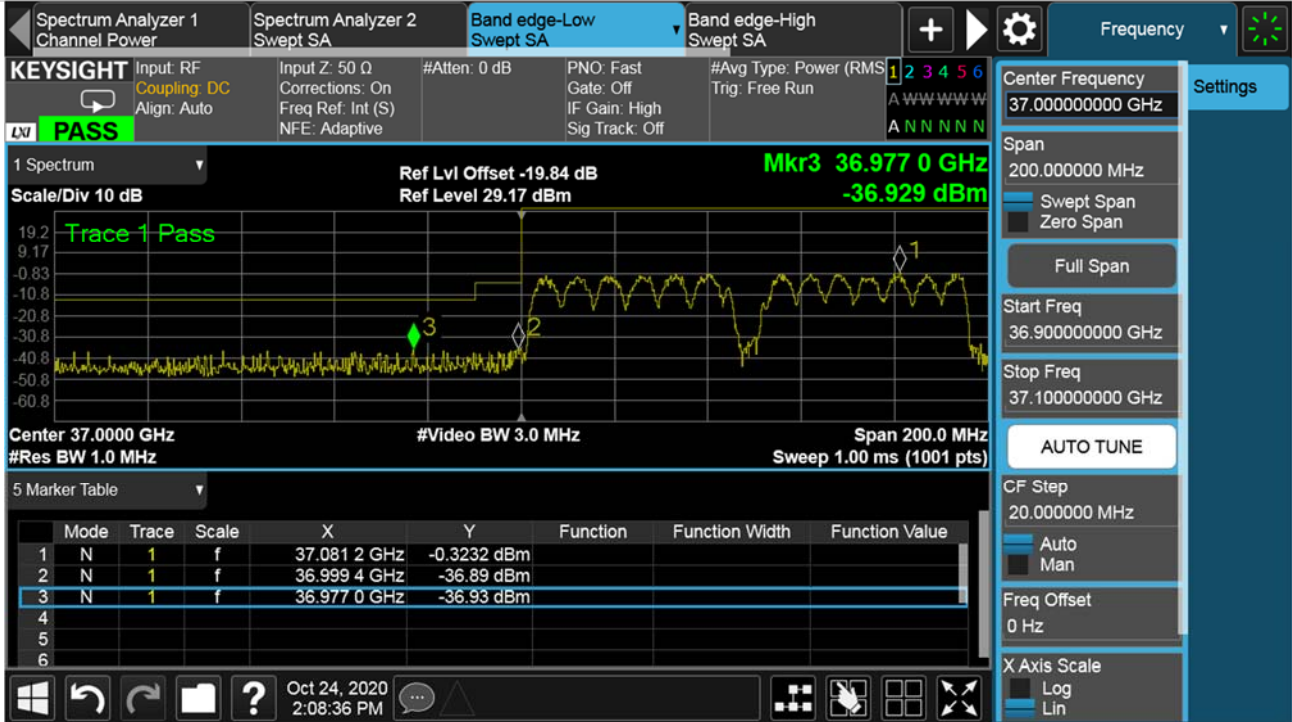 Spectrum Analyzer 1
Channel Power
Spectrum Analyzer 2
Swept SA
Band edge-Low
Swept SA
Band edge-High
Swept SA
Frequency
KEYSIGHT
LXI PASS
Input: RF
Coupling: DC
Align: Auto
Input Z: 50 Ω
Corrections: On
Freq Ref: Int (S)
NFE: Adaptive
#Atten: 0 dB
PNO: Fast
Gate: Off
IF Gain: High
Sig Track: Off
#Avg Type: Power (RMS
Trig: Free Run
1 2 3 4 5 6
A W W W W W
A N N N N N
1 Spectrum
Scale/Div 10 dB
Ref Lvl Offset -19.84 dB
Ref Level 29.17 dBm
Mkr3 36.977 0 GHz
-36.929 dBm
Trace 1 Pass
19.2
9.17
-0.83
-10.8
-20.8
-30.8
-40.8
-50.8
-60.8
1
2
3
Center 37.0000 GHz
#Video BW 3.0 MHz
Span 200.0 MHz
#Res BW 1.0 MHz
Sweep 1.00 ms (1001 pts)
5 Marker Table
Mode Trace Scale X Y Function Function Width Function Value
1 N 1 f 37.081 2 GHz -0.3232 dBm
2 N 1 f 36.999 4 GHz -36.89 dBm
3 N 1 f 36.977 0 GHz -36.93 dBm
4
5
6
?
Oct 24, 2020
2:08:36 PM
Center Frequency
37.000000000 GHz
Span
200.000000 MHz
Swept Span
Zero Span
Full Span
Start Freq
36.900000000 GHz
Stop Freq
37.100000000 GHz
AUTO TUNE
CF Step
20.000000 MHz
Auto
Man
Freq Offset
0 Hz
X Axis Scale
Log
Lin
Settings